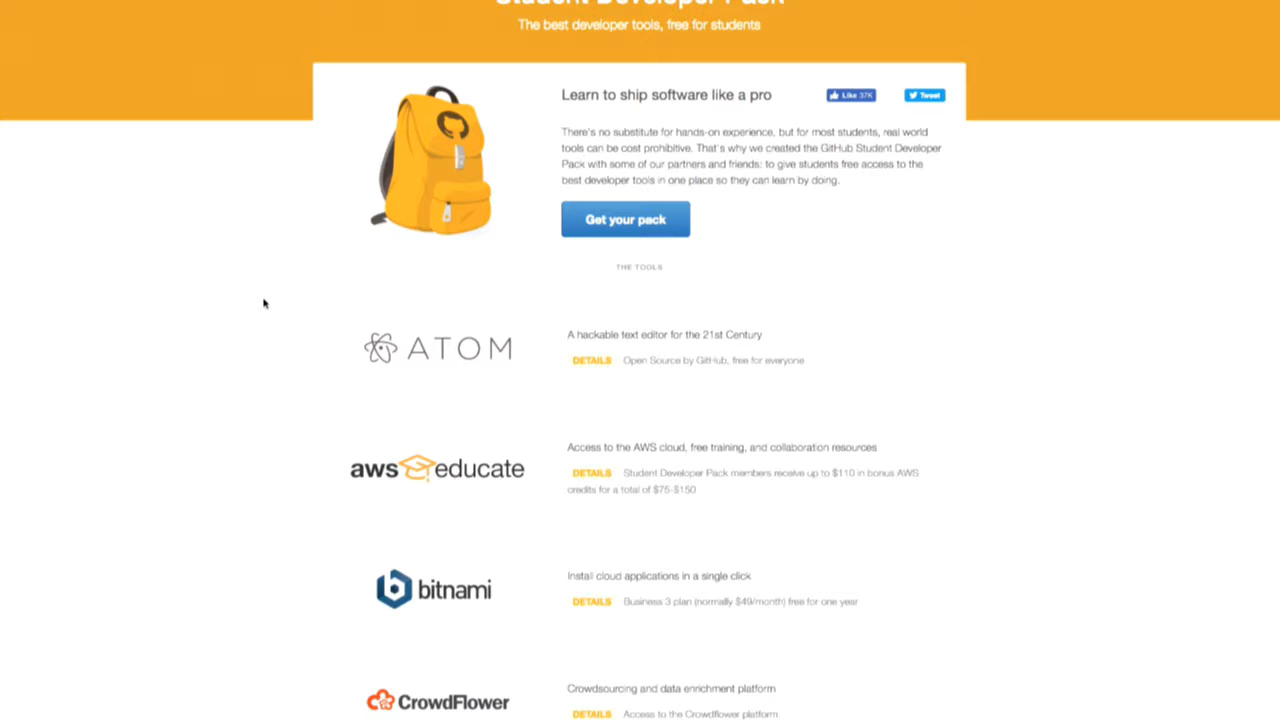 Student Developer Pack
The best developer tools, free for students
Learn to ship software like a pro
Like 37K
Tweet
There's no substitute for hands-on experience, but for most students, real world
tools can be cost prohibitive. That's why we created the GitHub Student Developer
Pack with some of our partners and friends: to give students free access to the
best developer tools in one place so they can learn by doing.
Get your pack
THE TOOLS
ATOM
A hackable text editor for the 21st Century
DETAILS Open Source by GitHub, free for everyone
aws educate
Access to the AWS cloud, free training, and collaboration resources
DETAILS Student Developer Pack members receive up to $110 in bonus AWS
credits for a total of $75-$150
bitnami
Install cloud applications in a single click
DETAILS Business 3 plan (normally $49/month) free for one year
CrowdFlower
Crowdsourcing and data enrichment platform
DETAILS Access to the Crowdflower platform